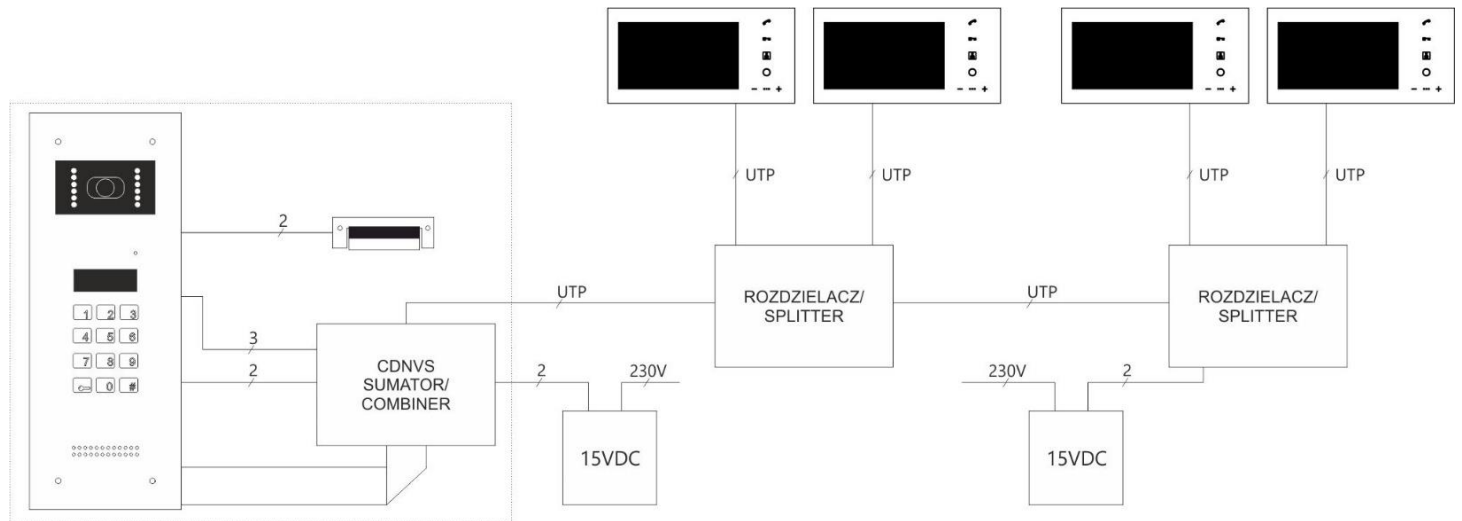 UTP
UTP
UTP
UTP
2
1 2 3
4 5 6
7 8 9
0 #
3
2
CDNVS
SUMATOR/
COMBINER
UTP
ROZDZIELACZ/
SPLITTER
UTP
ROZDZIELACZ/
SPLITTER
2
230V
15VDC
230V
2
15VDC